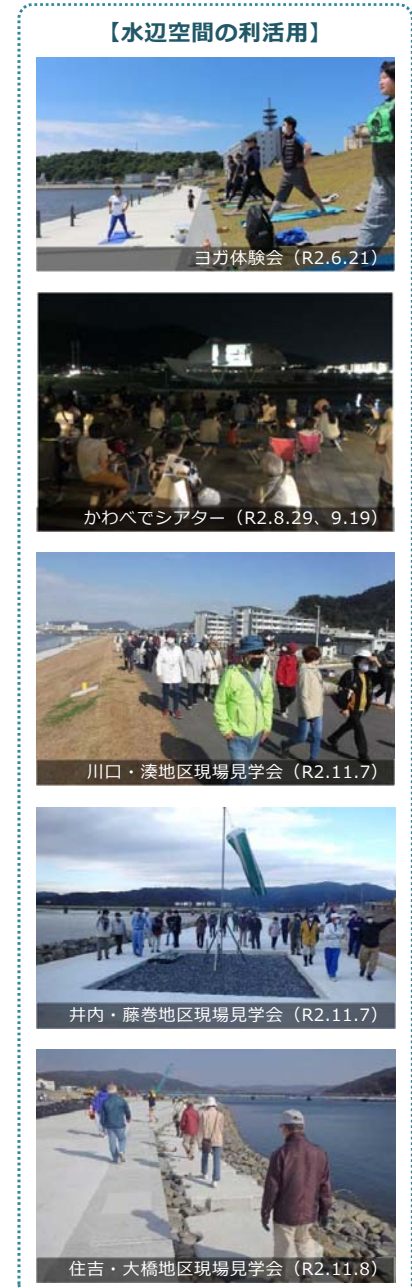 【水辺空間の利活用】
ヨガ体験会（R2.6.21）
かわべでシアター（R2.8.29、9.19）
川口・湊地区現場見学会（R2.11.7）
井内・藤巻地区現場見学会（R2.11.7）
住吉・大橋地区現場見学会（R2.11.8）